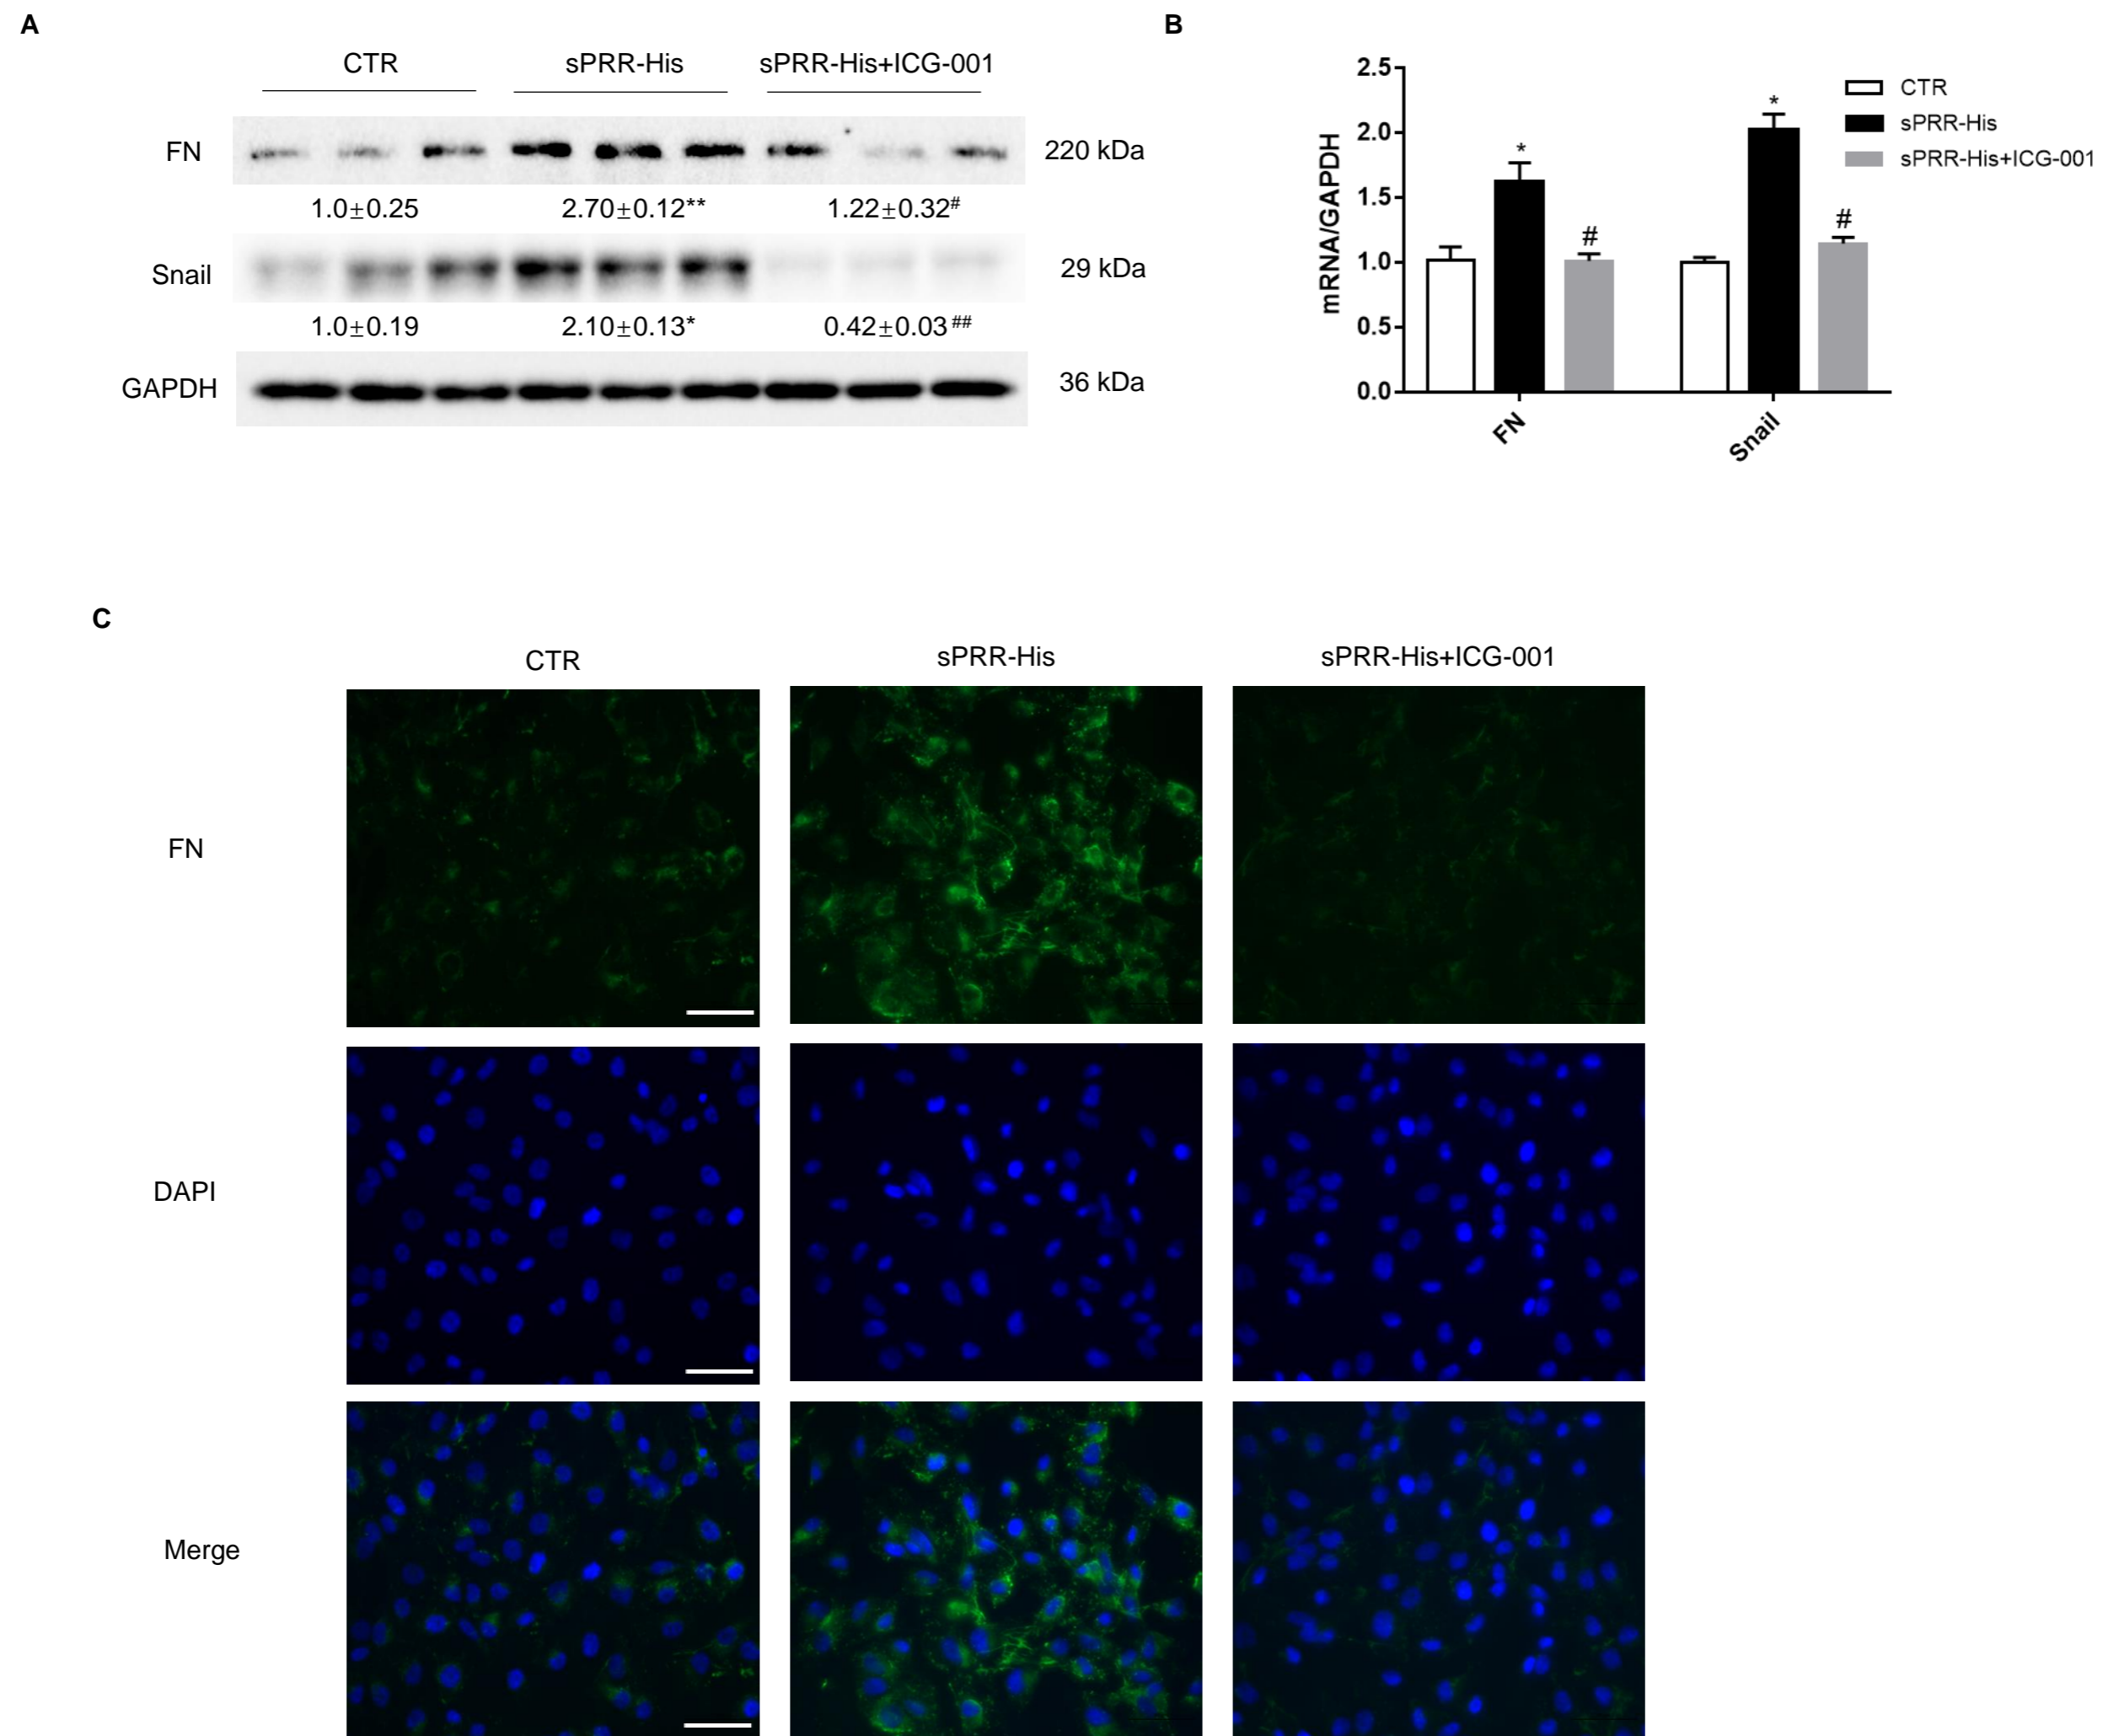 A
CTR sPRR-His sPRR-His+ICG-001
FN 220 kDa
1.0±0.25 2.70±0.12** 1.22±0.32#
Snail 29 kDa
1.0±0.19 2.10±0.13* 0.42±0.03##
GAPDH 36 kDa
B
mRNA/GAPDH
2.5
2.0
1.5
1.0
0.5
0.0
* # * #
FN Snail
CTR
sPRR-His
sPRR-His+ICG-001
C
CTR sPRR-His sPRR-His+ICG-001
FN
DAPI
Merge